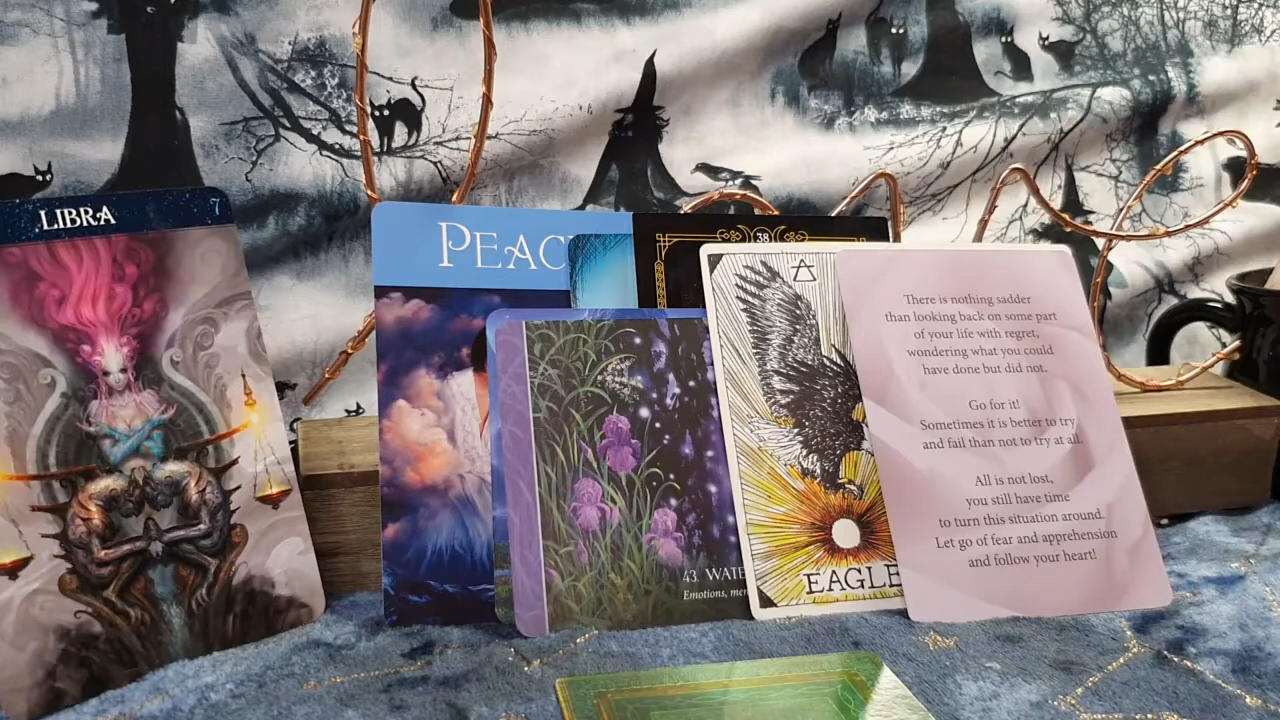 LIBRA
7
PEAC
38
43. WATE
Emotions, mem
EAGLE
There is nothing sadder
than looking back on some part
of your life with regret,
wondering what you could
have done but did not.
Go for it!
Sometimes it is better to try
and fail than not to try at all.
All is not lost,
you still have time
to turn this situation around.
Let go of fear and apprehension
and follow your heart!